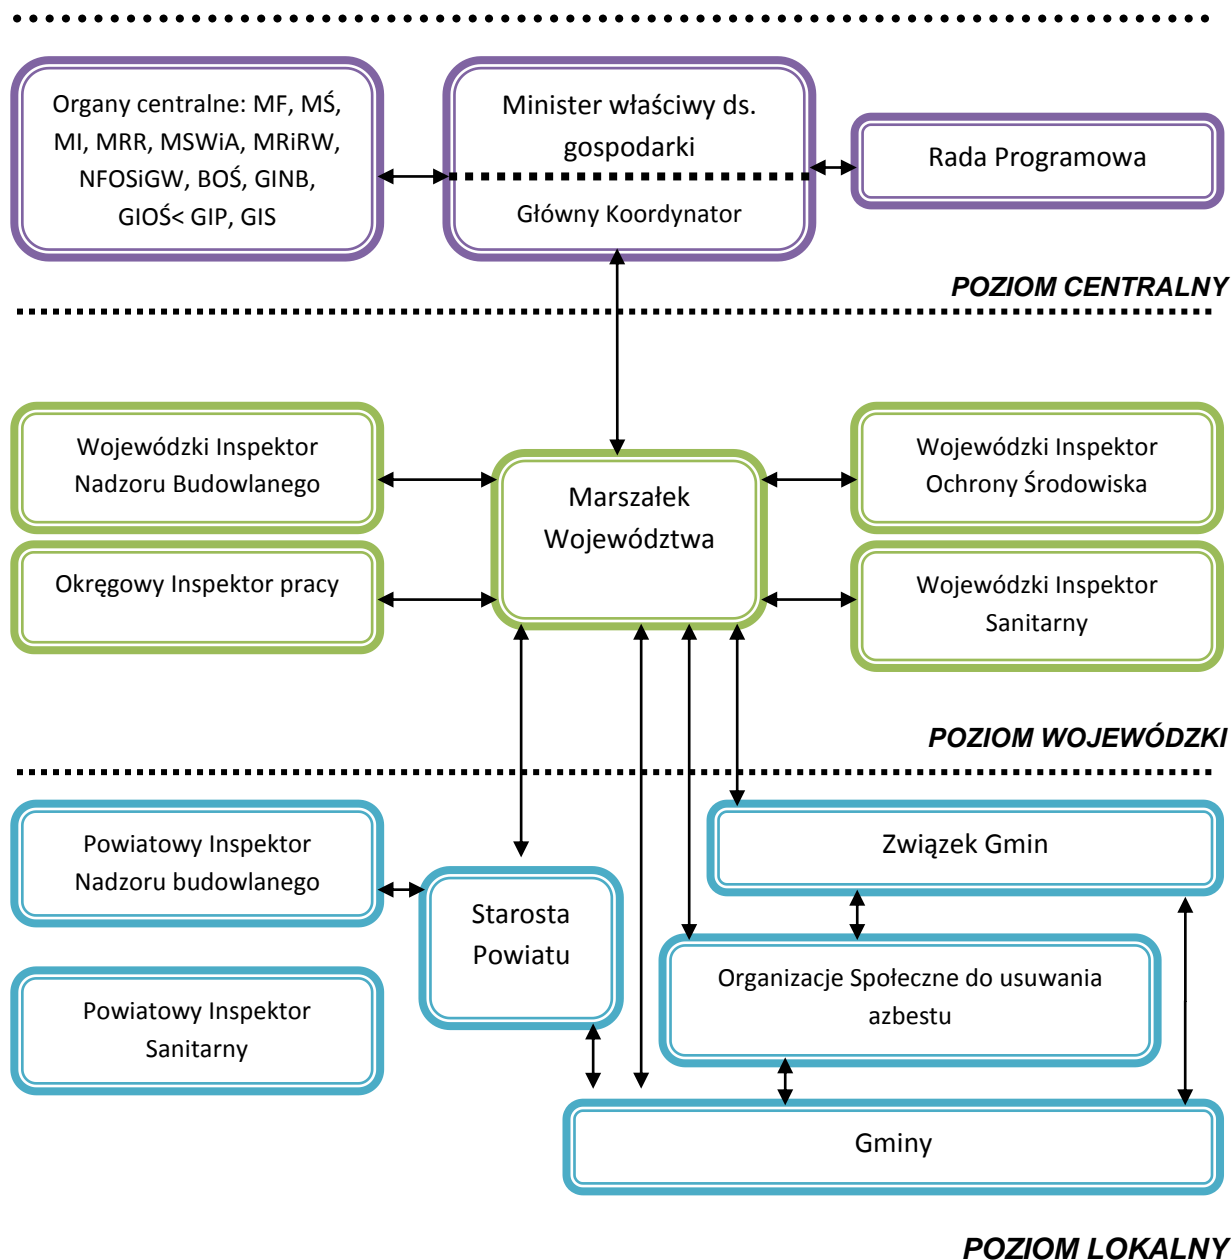 Organy centralne: MF, MŚ,
MI, MRR, MSWiA, MRiRW,
NFOSiGW, BOŚ, GINB,
GIOŚ< GIP, GIS
Minister właściwy ds.
gospodarki
Główny Koordynator
Rada Programowa
POZIOM CENTRALNY
Wojewódzki Inspektor
Nadzoru Budowlanego
Okręgowy Inspektor pracy
Marszałek
Województwa
Wojewódzki Inspektor
Ochrony Środowiska
Wojewódzki Inspektor
Sanitarny
POZIOM WOJEWÓDZKI
Powiatowy Inspektor
Nadzoru budowlanego
Powiatowy Inspektor
Sanitarny
Starosta
Powiatu
Związek Gmin
Organizacje Społeczne do usuwania
azbestu
Gminy
POZIOM LOKALNY